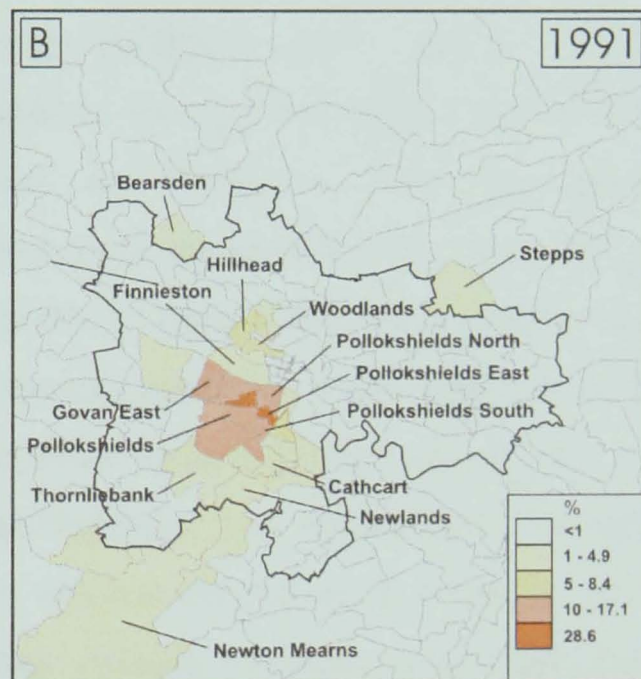 B
1991
Bearsden
Hillhead
Stepps
Finnieston
Woodlands
Pollokshields North
Pollokshields East
Govan East
Pollokshields South
Pollokshields
Thornliebank
Cathcart
Newlands
Newton Mearns
%
<1
1 - 4.9
5 - 8.4
10 - 17.1
28.6